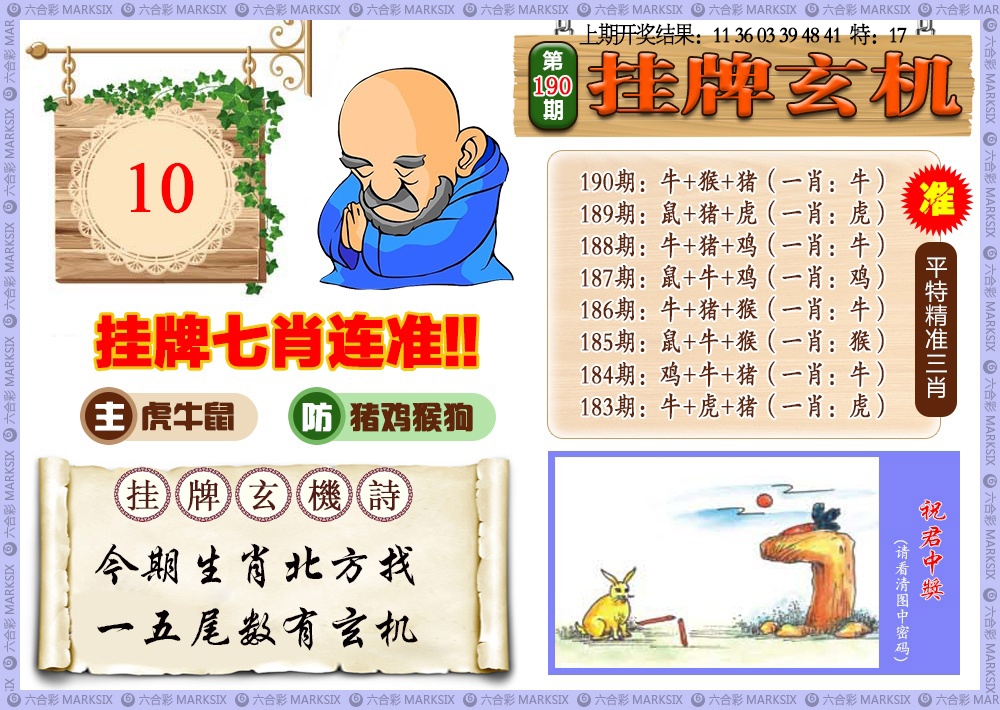 六合彩 MARKSIX
上期开奖结果：11 36 03 39 48 41 特：17
第
190
期
挂牌玄机
10
190期：牛+猴+猪（一肖：牛）
189期：鼠+猪+虎（一肖：虎）
188期：牛+猪+鸡（一肖：牛）
187期：鼠+牛+鸡（一肖：鸡）
186期：牛+猪+猴（一肖：牛）
185期：鼠+牛+猴（一肖：猴）
184期：鸡+牛+猪（一肖：牛）
183期：牛+虎+猪（一肖：虎）
准
平特精准三肖
挂牌七肖连准!!
主 虎牛鼠
防 猪鸡猴狗
挂牌玄機詩
今期生肖北方找
一五尾数有玄机
祝君中獎
（请看清图中密码）